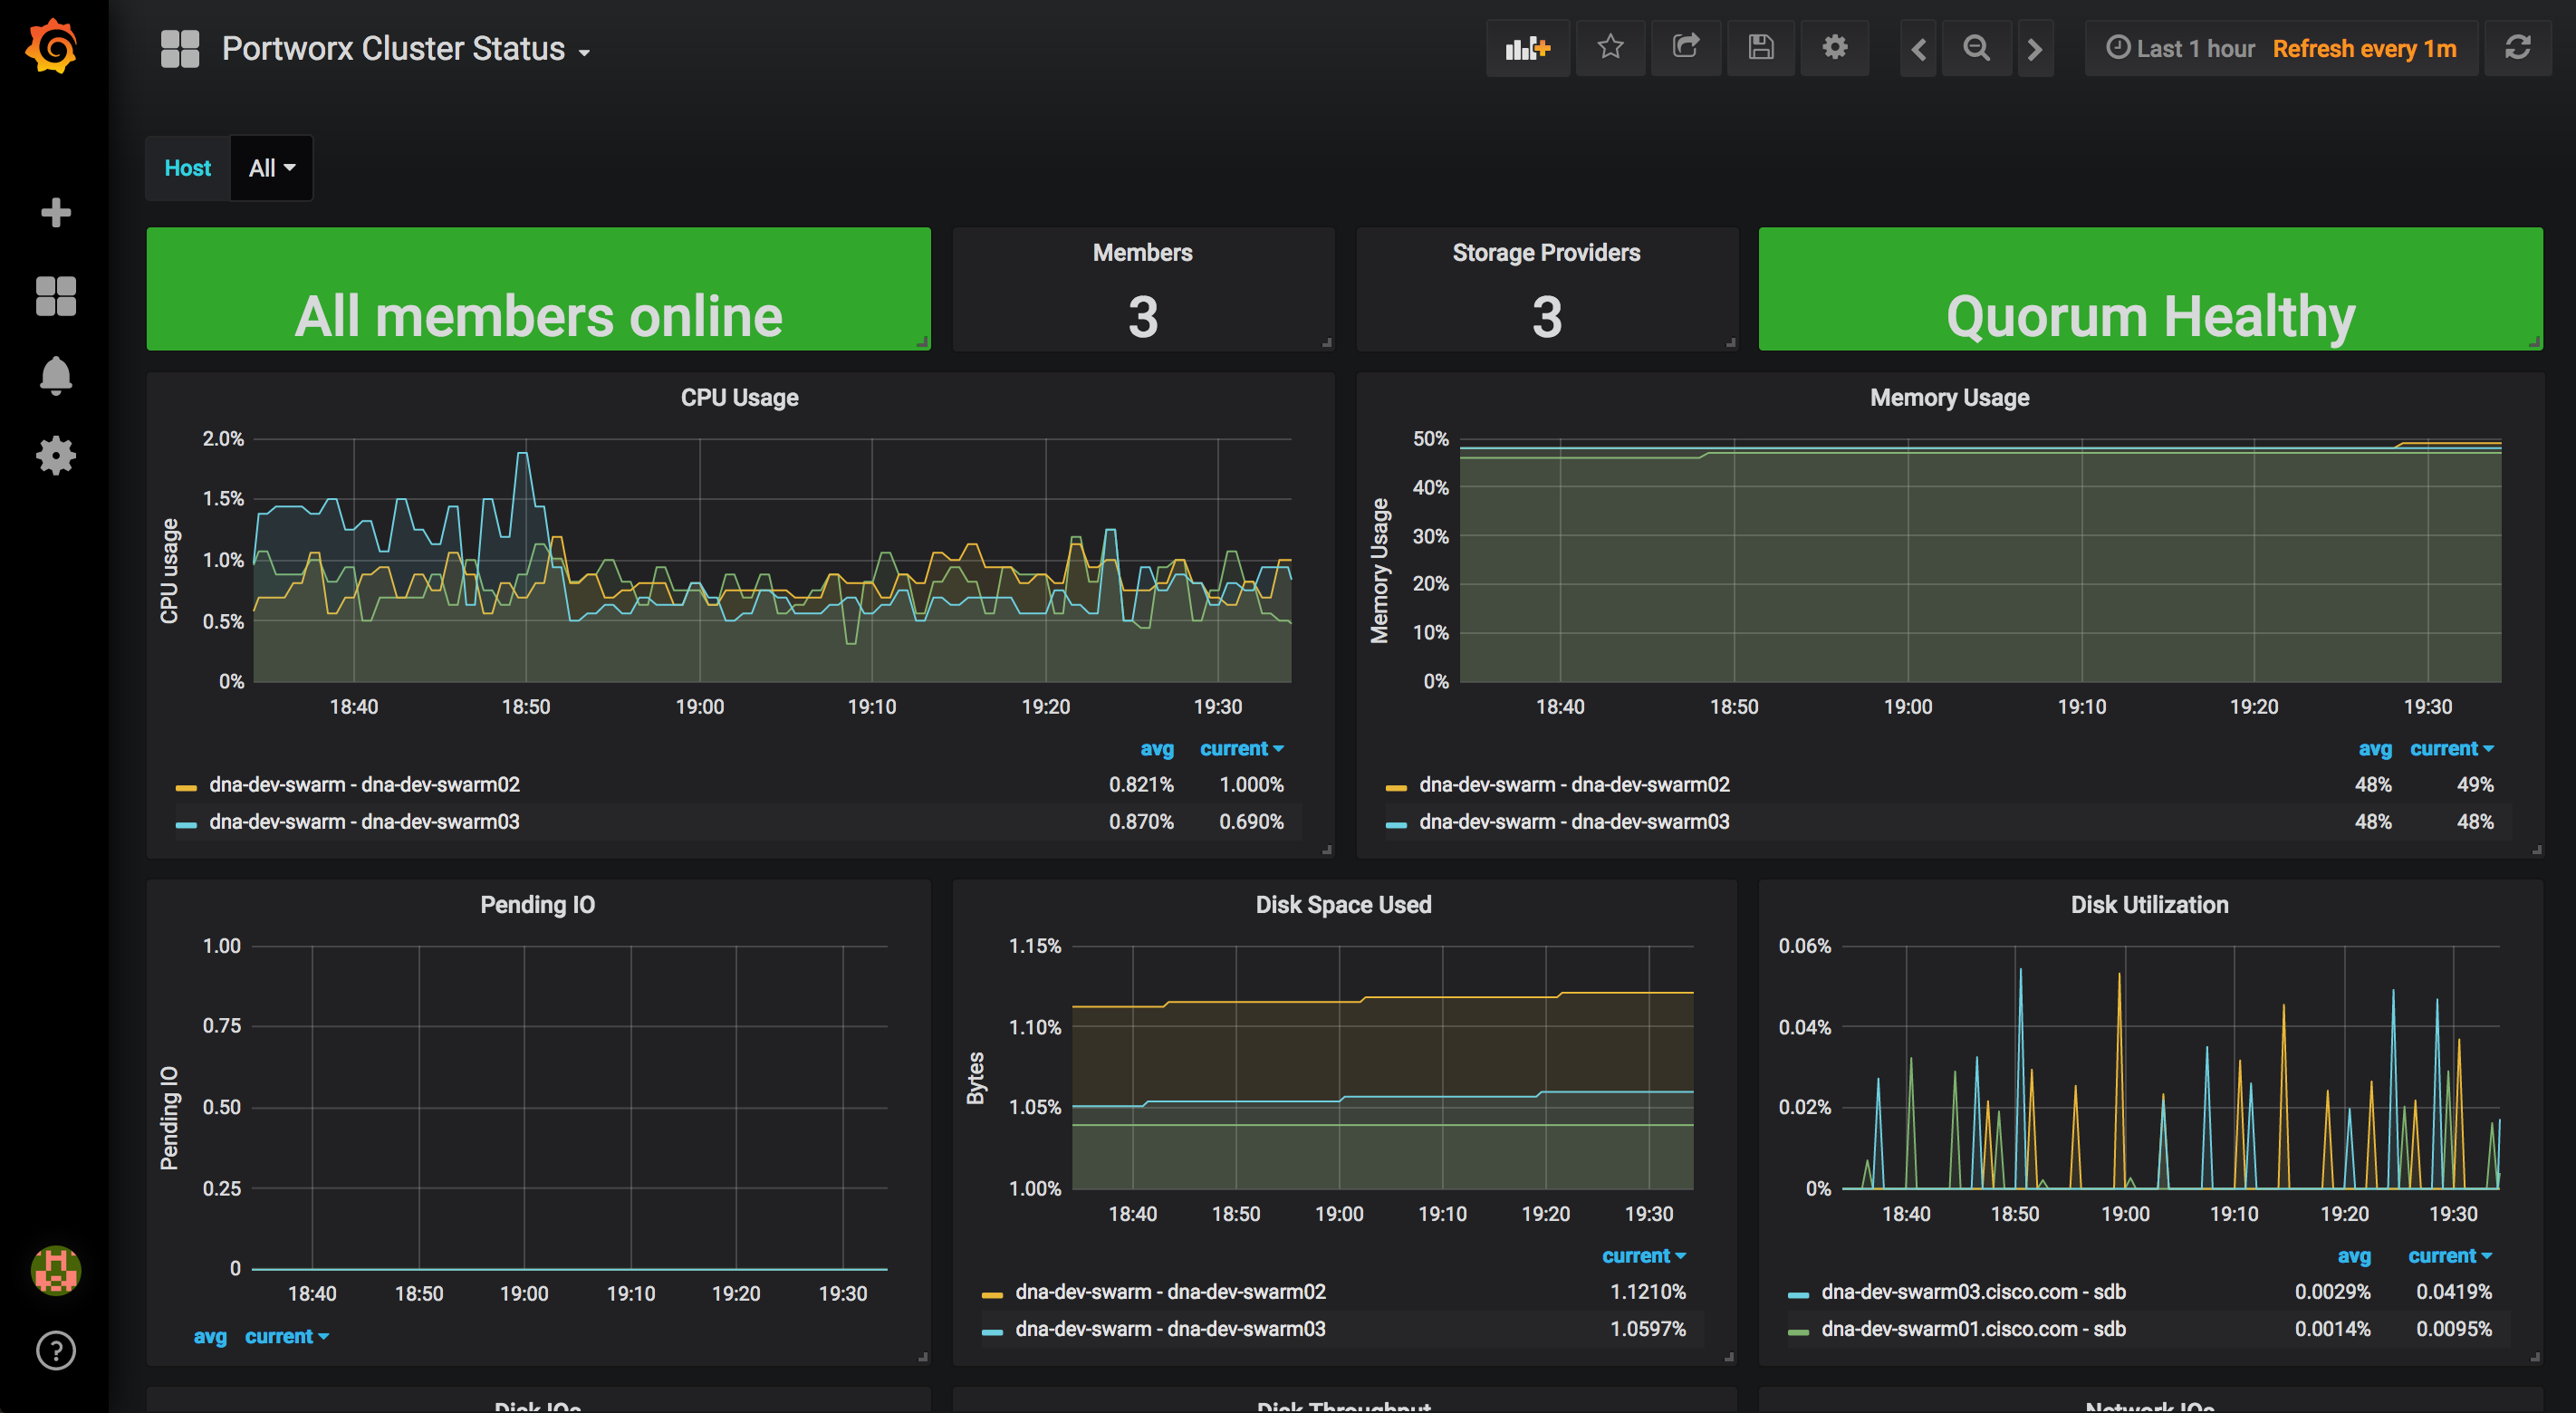 Portworx Cluster Status
Last 1 hour Refresh every 1m
Host All
All members online
Members
3
Storage Providers
3
Quorum Healthy
CPU Usage
CPU usage
2.0%
1.5%
1.0%
0.5%
0%
18:40 18:50 19:00 19:10 19:20 19:30
avg current
dna-dev-swarm - dna-dev-swarm02 0.821% 1.000%
dna-dev-swarm - dna-dev-swarm03 0.870% 0.690%
Memory Usage
Memory Usage
50%
40%
30%
20%
10%
0%
18:40 18:50 19:00 19:10 19:20 19:30
avg current
dna-dev-swarm - dna-dev-swarm02 48% 49%
dna-dev-swarm - dna-dev-swarm03 48% 48%
Pending IO
Pending IO
1.00
0.75
0.50
0.25
0
18:40 18:50 19:00 19:10 19:20 19:30
avg current
Disk Space Used
Bytes
1.15%
1.10%
1.05%
1.00%
18:40 18:50 19:00 19:10 19:20 19:30
current
dna-dev-swarm - dna-dev-swarm02 1.1210%
dna-dev-swarm - dna-dev-swarm03 1.0597%
Disk Utilization
0.06%
0.04%
0.02%
0%
18:40 18:50 19:00 19:10 19:20 19:30
avg current
dna-dev-swarm03.cisco.com - sdb 0.0029% 0.0419%
dna-dev-swarm01.cisco.com - sdb 0.0014% 0.0095%
?
Disk IOs
Disk Throughput
Network IOs